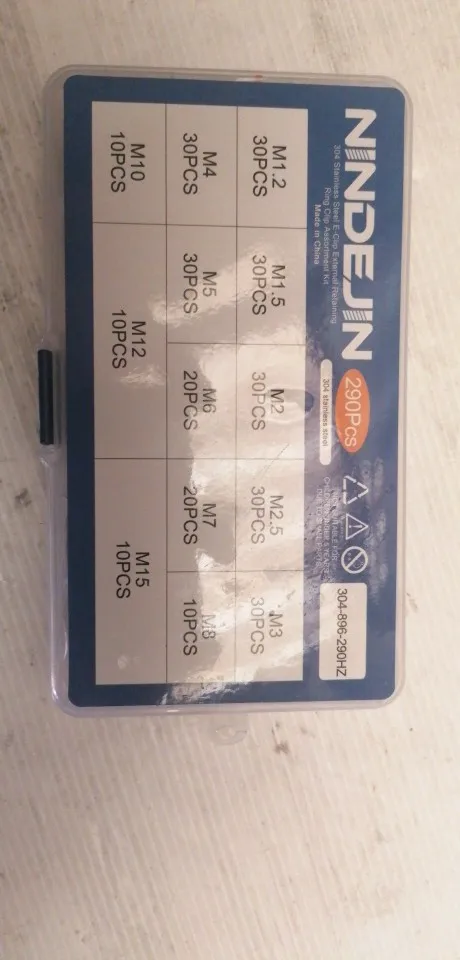 NINDEJIN
304 Stainless Steel E-Clip External Retaining
Ring Clip Assortment Kit
Made in China
290Pcs
304 stainless steel
304-896-290HZ
M1.2
30PCS
M1.5
30PCS
M2
30PCS
M2.5
30PCS
M3
30PCS
M4
30PCS
M5
30PCS
M6
20PCS
M7
20PCS
M8
10PCS
M10
10PCS
M12
10PCS
M15
10PCS